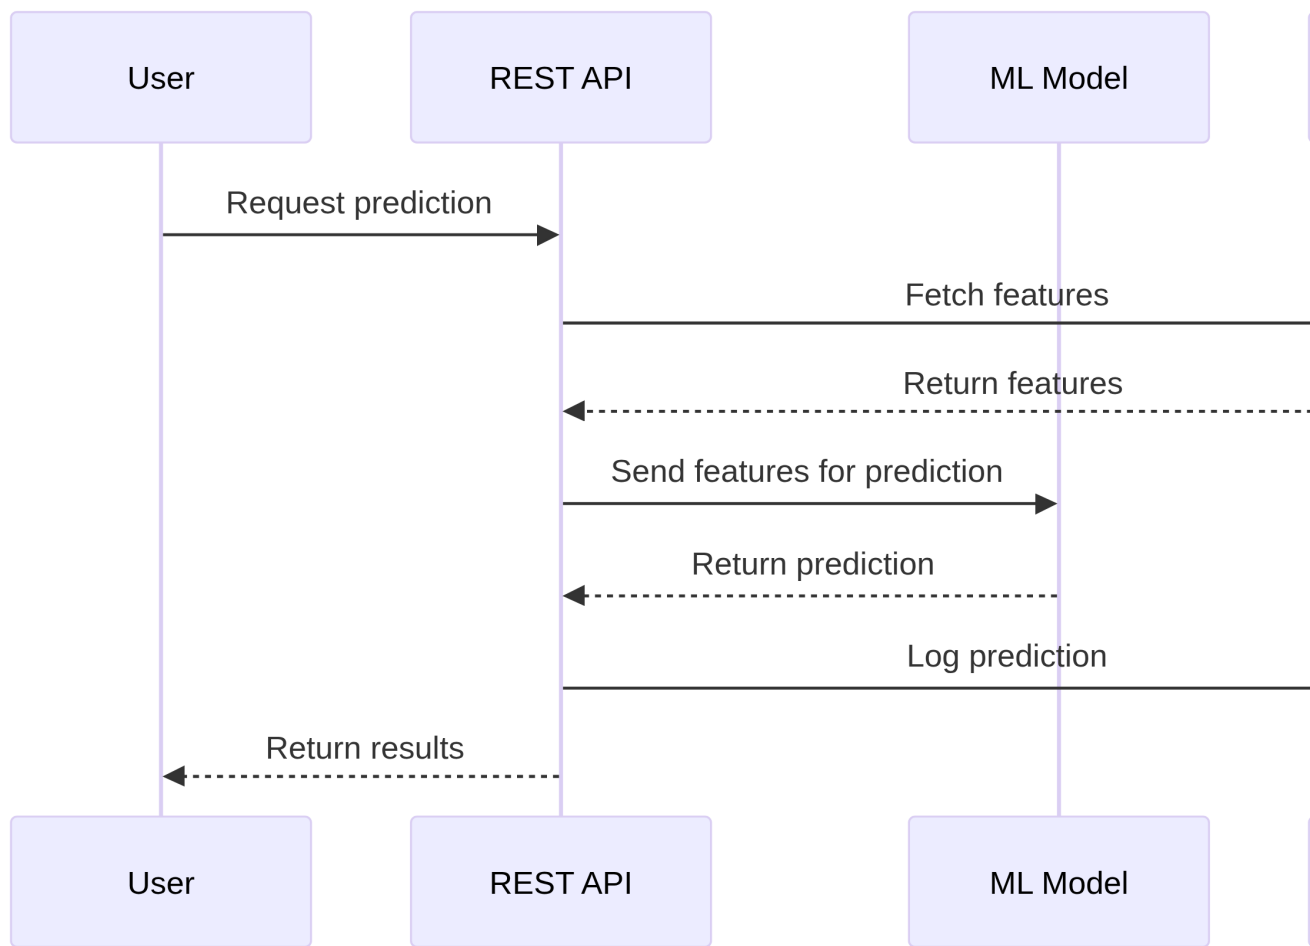 User
REST API
ML Model
Request prediction
Fetch features
Return features
Send features for prediction
Return prediction
Log prediction
Return results
User
REST API
ML Model